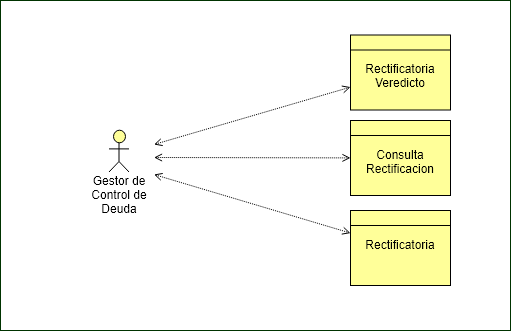 Rectificatoria
Veredicto
Consulta
Rectificacion
Gestor de
Control de
Deuda
Rectificatoria